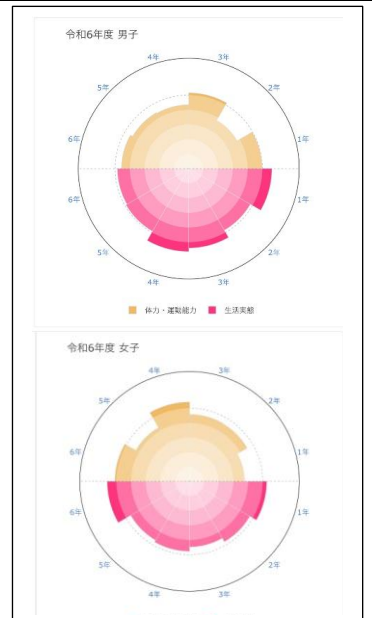 令和6年度 男子
4年 3年
5年 2年
6年 1年
6年 1年
5年 2年
4年 3年
体力・運動能力 生活実態
令和6年度 女子
4年 3年
5年 2年
6年 1年
6年 1年
5年 2年
4年 3年